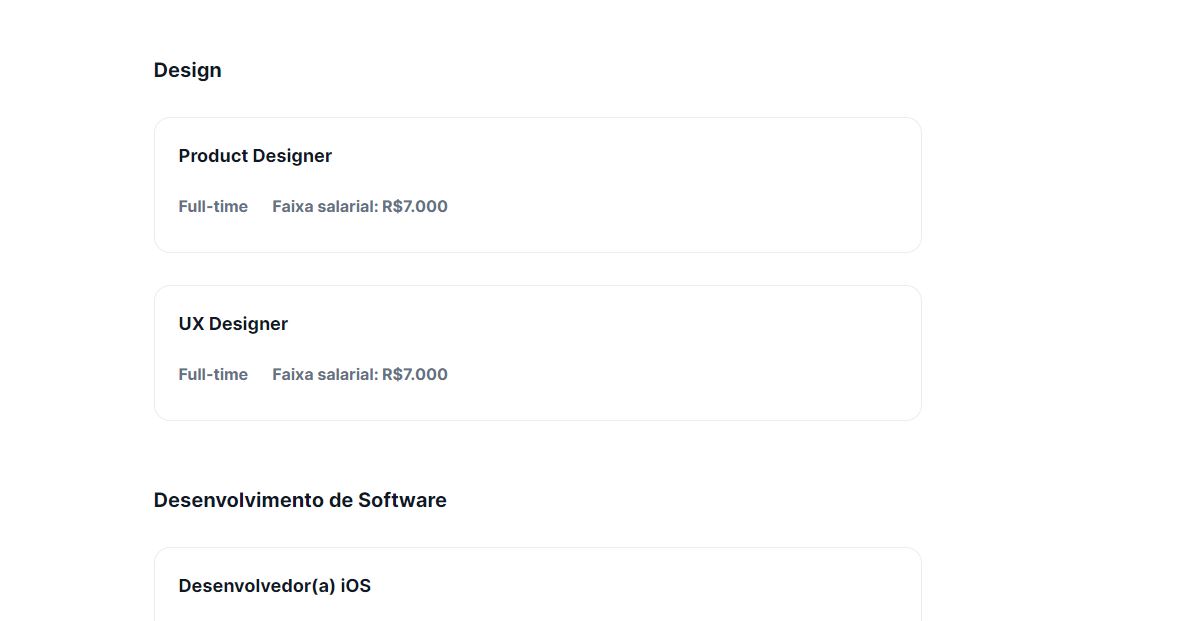 Design
Product Designer
Full-time Faixa salarial: R$7.000
UX Designer
Full-time Faixa salarial: R$7.000
Desenvolvimento de Software
Desenvolvedor(a) iOS